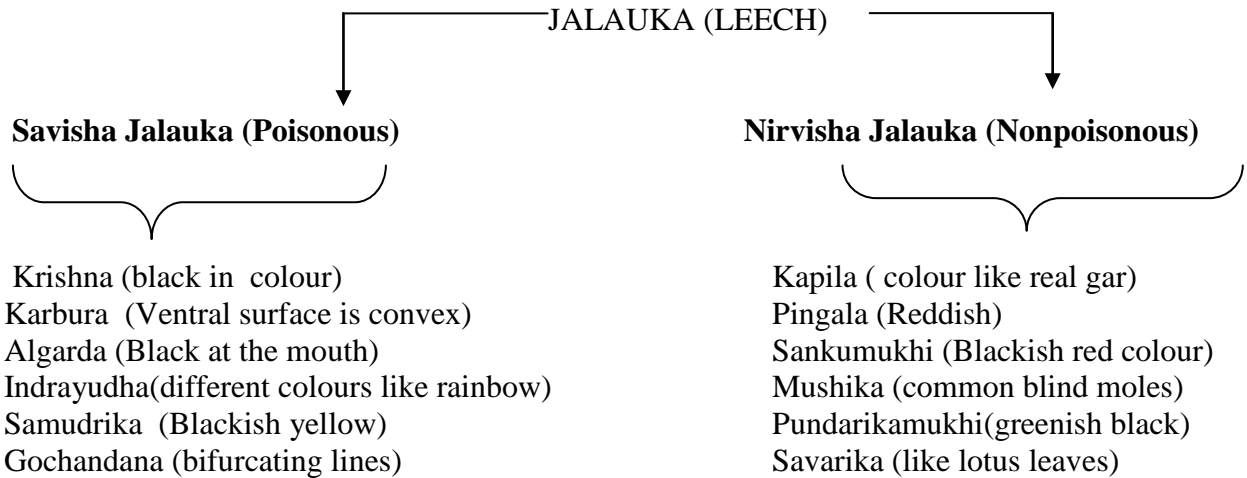 JALAUKA (LEECH)
Savisha Jalauka (Poisonous)
Krishna (black in colour)
Karbura (Ventral surface is convex)
Algarda (Black at the mouth)
Indrayudha(different colours like rainbow)
Samudrika (Blackish yellow)
Gochandana (bifurcating lines)
Nirvisha Jalauka (Nonpoisonous)
Kapila ( colour like real gar)
Pingala (Reddish)
Sankumukhi (Blackish red colour)
Mushika (common blind moles)
Pundarikamukhi(greenish black)
Savarika (like lotus leaves)